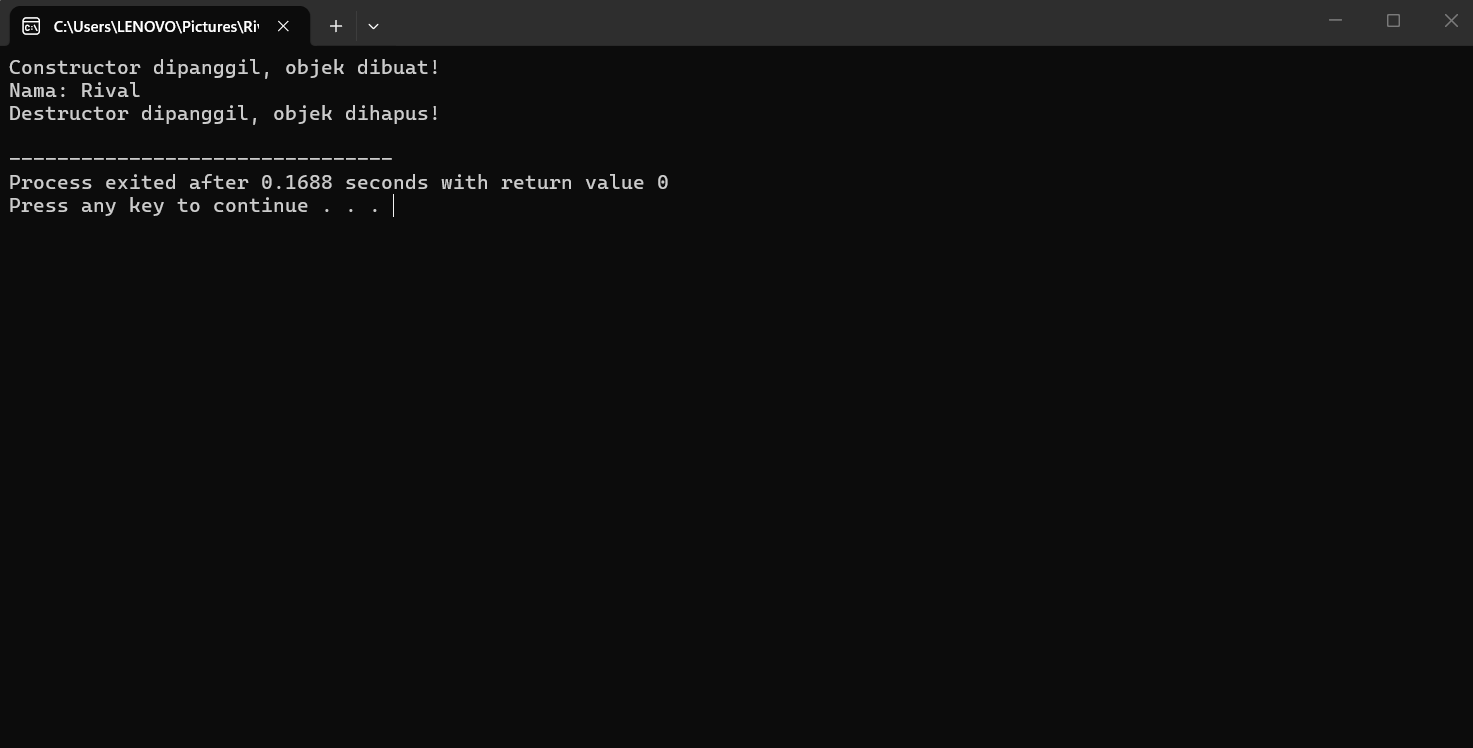 C:\Users\LENOVO\Pictures\Ri
Constructor dipanggil, objek dibuat!
Nama: Rival
Destructor dipanggil, objek dihapus!
--------------------------------
Process exited after 0.1688 seconds with return value 0
Press any key to continue . . .